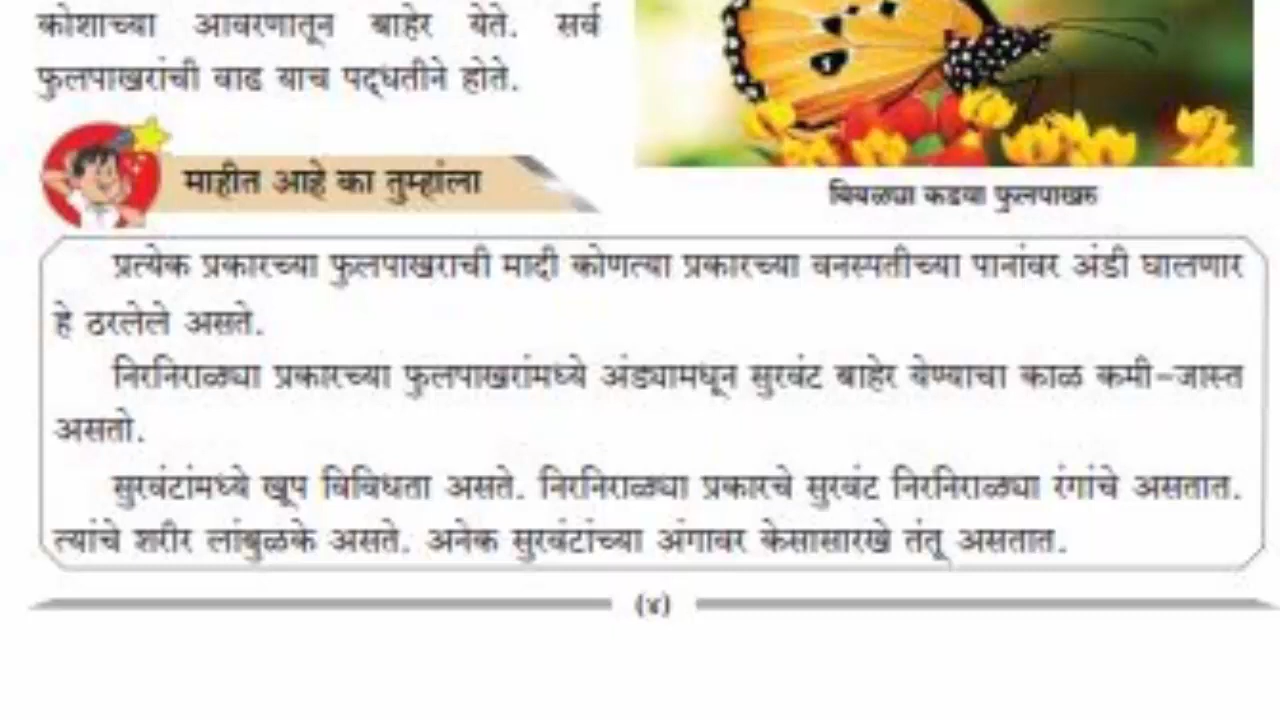 कोशाच्या आवरणातून बाहेर येते. सर्व
फुलपाखरांची वाढ याच पद्धतीने होते.
माहीत आहे का तुम्हांला
बिबळ्या कडवा फुलपाखरु
प्रत्येक प्रकारच्या फुलपाखराची मादी कोणत्या प्रकारच्या वनस्पतीच्या पानांवर अंडी घालणार
हे ठरलेले असते.
निरनिराळ्या प्रकारच्या फुलपाखरांमध्ये अंड्यामधून सुरवंट बाहेर येण्याचा काळ कमी-जास्त
असतो.
सुरवंटांमध्ये खूप विविधता असते. निरनिराळ्या प्रकारचे सुरवंट निरनिराळ्या रंगांचे असतात.
त्यांचे शरीर लांबुळके असते. अनेक सुरवंटांच्या अंगावर केसासारखे तंतू असतात.
(४)